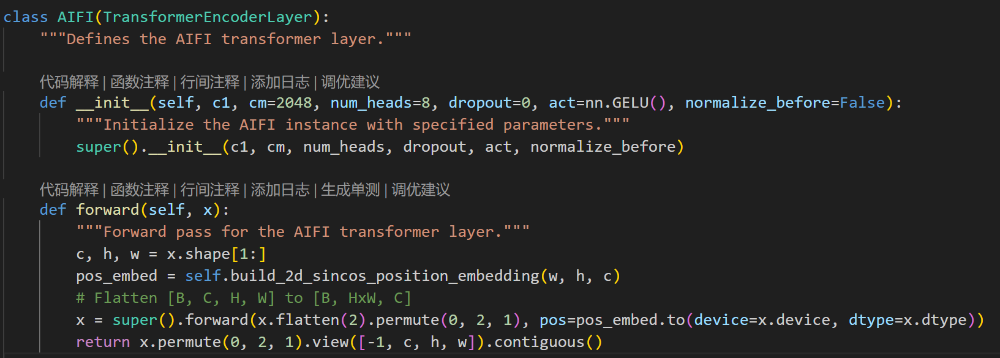 class AIFI(TransformerEncoderLayer):
    """Defines the AIFI transformer layer."""
    代码解释 | 函数注释 | 行间注释 | 添加日志 | 调优建议
    def __init__(self, c1, cm=2048, num_heads=8, dropout=0, act=nn.GELU(), normalize_before=False):
        """Initialize the AIFI instance with specified parameters."""
        super().__init__(c1, cm, num_heads, dropout, act, normalize_before)
    代码解释 | 函数注释 | 行间注释 | 添加日志 | 生成单测 | 调优建议
    def forward(self, x):
        """Forward pass for the AIFI transformer layer."""
        c, h, w = x.shape[1:]
        pos_embed = self.build_2d_sincos_position_embedding(w, h, c)
        # Flatten [B, C, H, W] to [B, HxW, C]
        x = super().forward(x.flatten(2).permute(0, 2, 1), pos=pos_embed.to(device=x.device, dtype=x.dtype))
        return x.permute(0, 2, 1).view([-1, c, h, w]).contiguous()